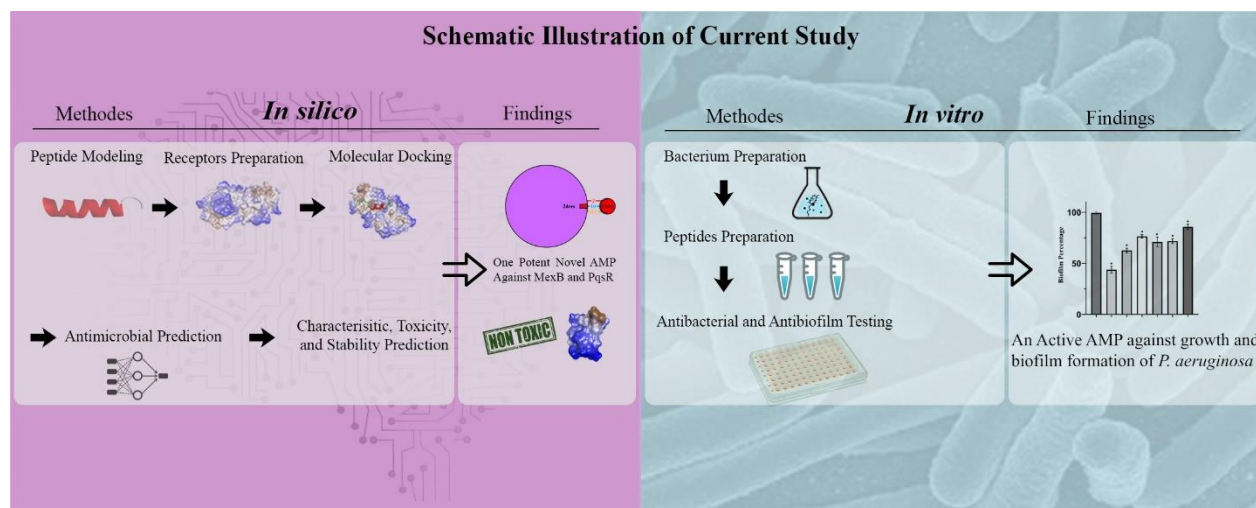 Schematic Illustration of Current Study
Methodes
In silico
Findings
Peptide Modeling
Receptors Preparation
Molecular Docking
Antimicrobial Prediction
Characterisitic, Toxicity,
and Stability Prediction
One Potent Novel AMP
Against MexB and PqsR
NON TOXIC
Methodes
In vitro
Findings
Bacterium Preparation
Peptides Preparation
Antibacterial and Antibiofilm Testing
Biofilm Percentage
100
50
0
An Active AMP against growth and
biofilm formation of P. aeruginosa